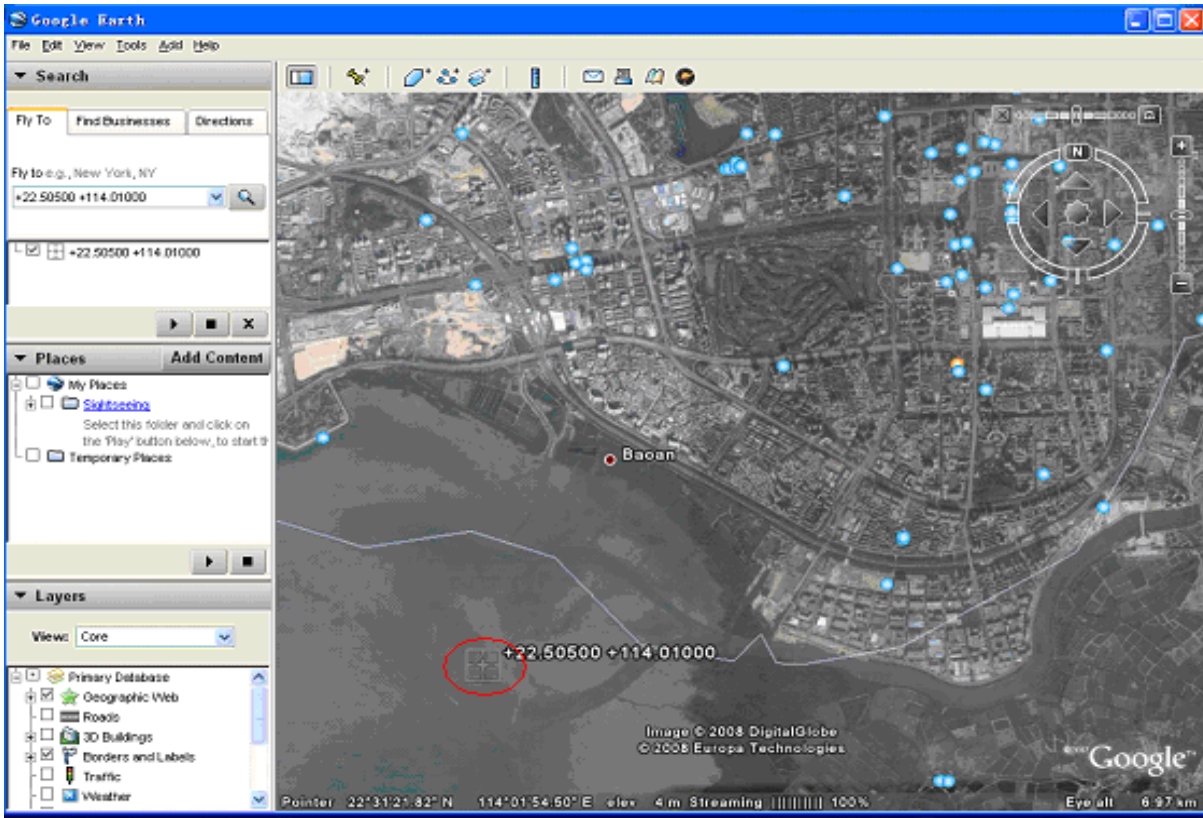 Google Earth
File Edit View Tools Add Help
Search
Fly To Find Businesses Directions
Fly to e.g., New York, NY
+22.50500 +114.01000
+22.50500 +114.01000
Places Add Content
My Places
Sightseeing
Select this folder and click on
the 'Play' button below, to start th
Temporary Places
Layers
View: Core
Primary Database
Geographic Web
Roads
3D Buildings
Borders and Labels
Traffic
Weather
N
Baoan
+22.50500 +114.01000
Image © 2008 DigitalGlobe
© 2008 Europa Technologies
Google
Pointer 22°31'21.82" N 114°01'54.50" E elev 4 m Streaming |||||||||| 100% Eye alt 6.97 km